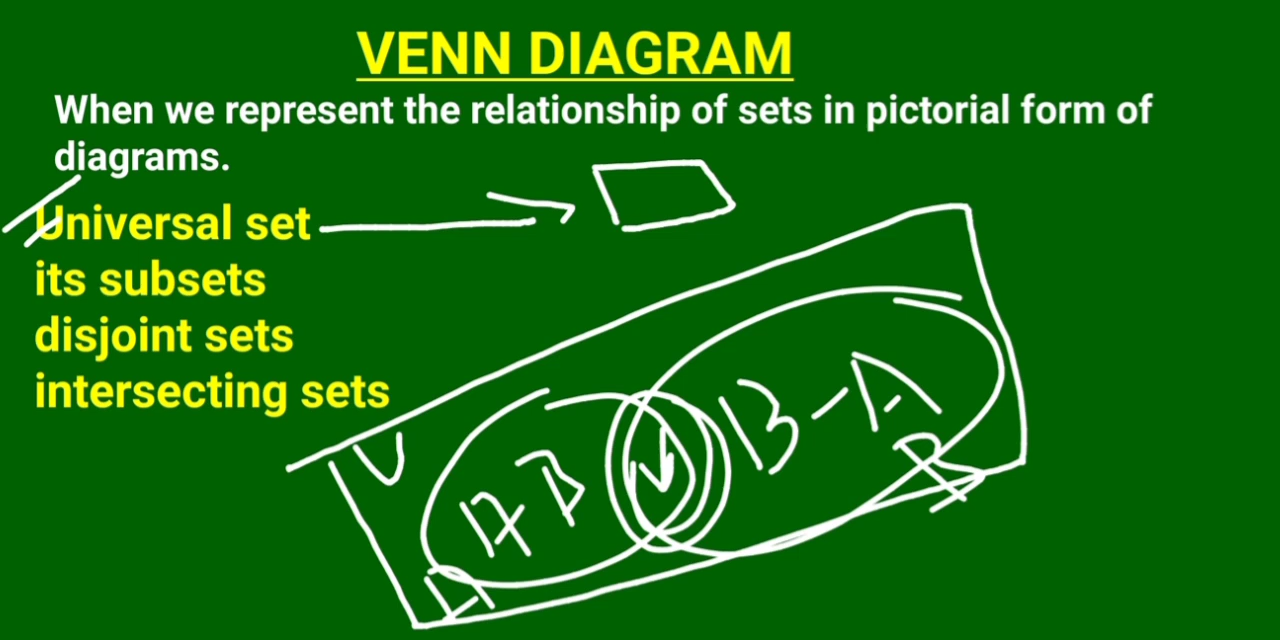 VENN DIAGRAM
When we represent the relationship of sets in pictorial form of
diagrams.
Universal set
its subsets
disjoint sets
intersecting sets
U
B-A
A
B